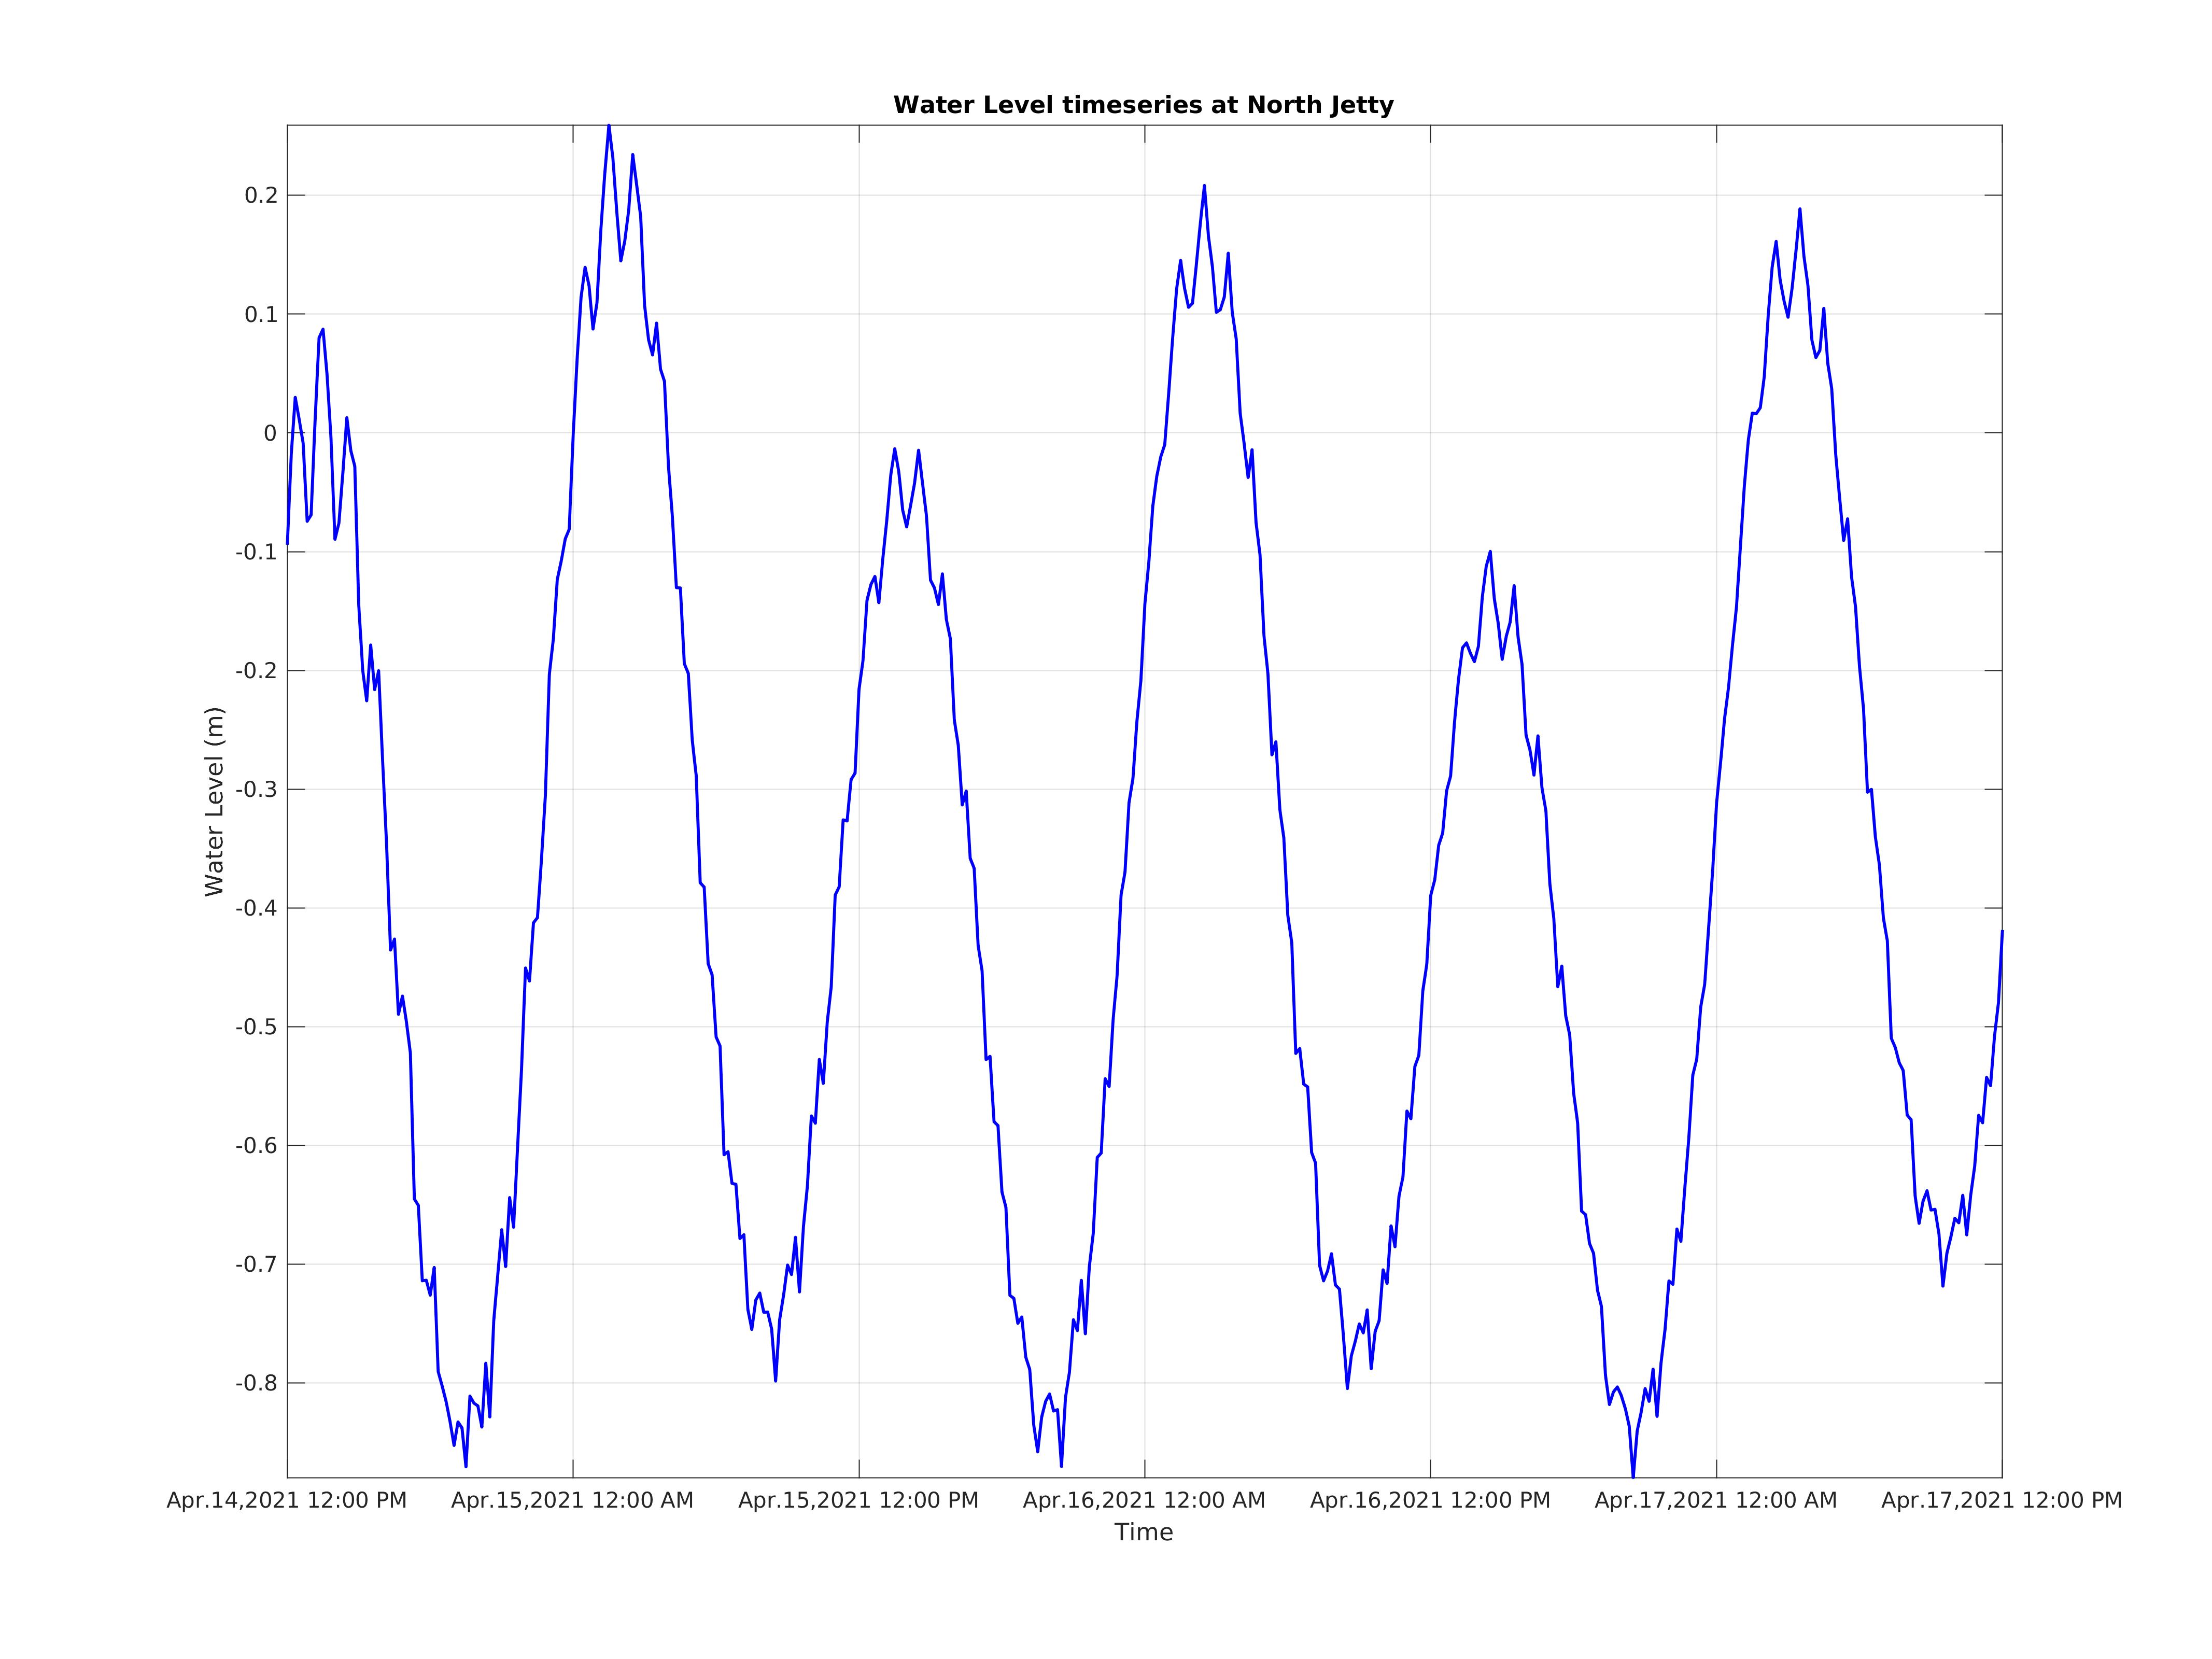 Water Level timeseries at North Jetty
0.2
0.1
0
-0.1
-0.2
-0.3
-0.4
-0.5
-0.6
-0.7
-0.8
Water Level (m)
Apr.14,2021 12:00 PM
Apr.15,2021 12:00 AM
Apr.15,2021 12:00 PM
Apr.16,2021 12:00 AM
Apr.16,2021 12:00 PM
Apr.17,2021 12:00 AM
Apr.17,2021 12:00 PM
Time